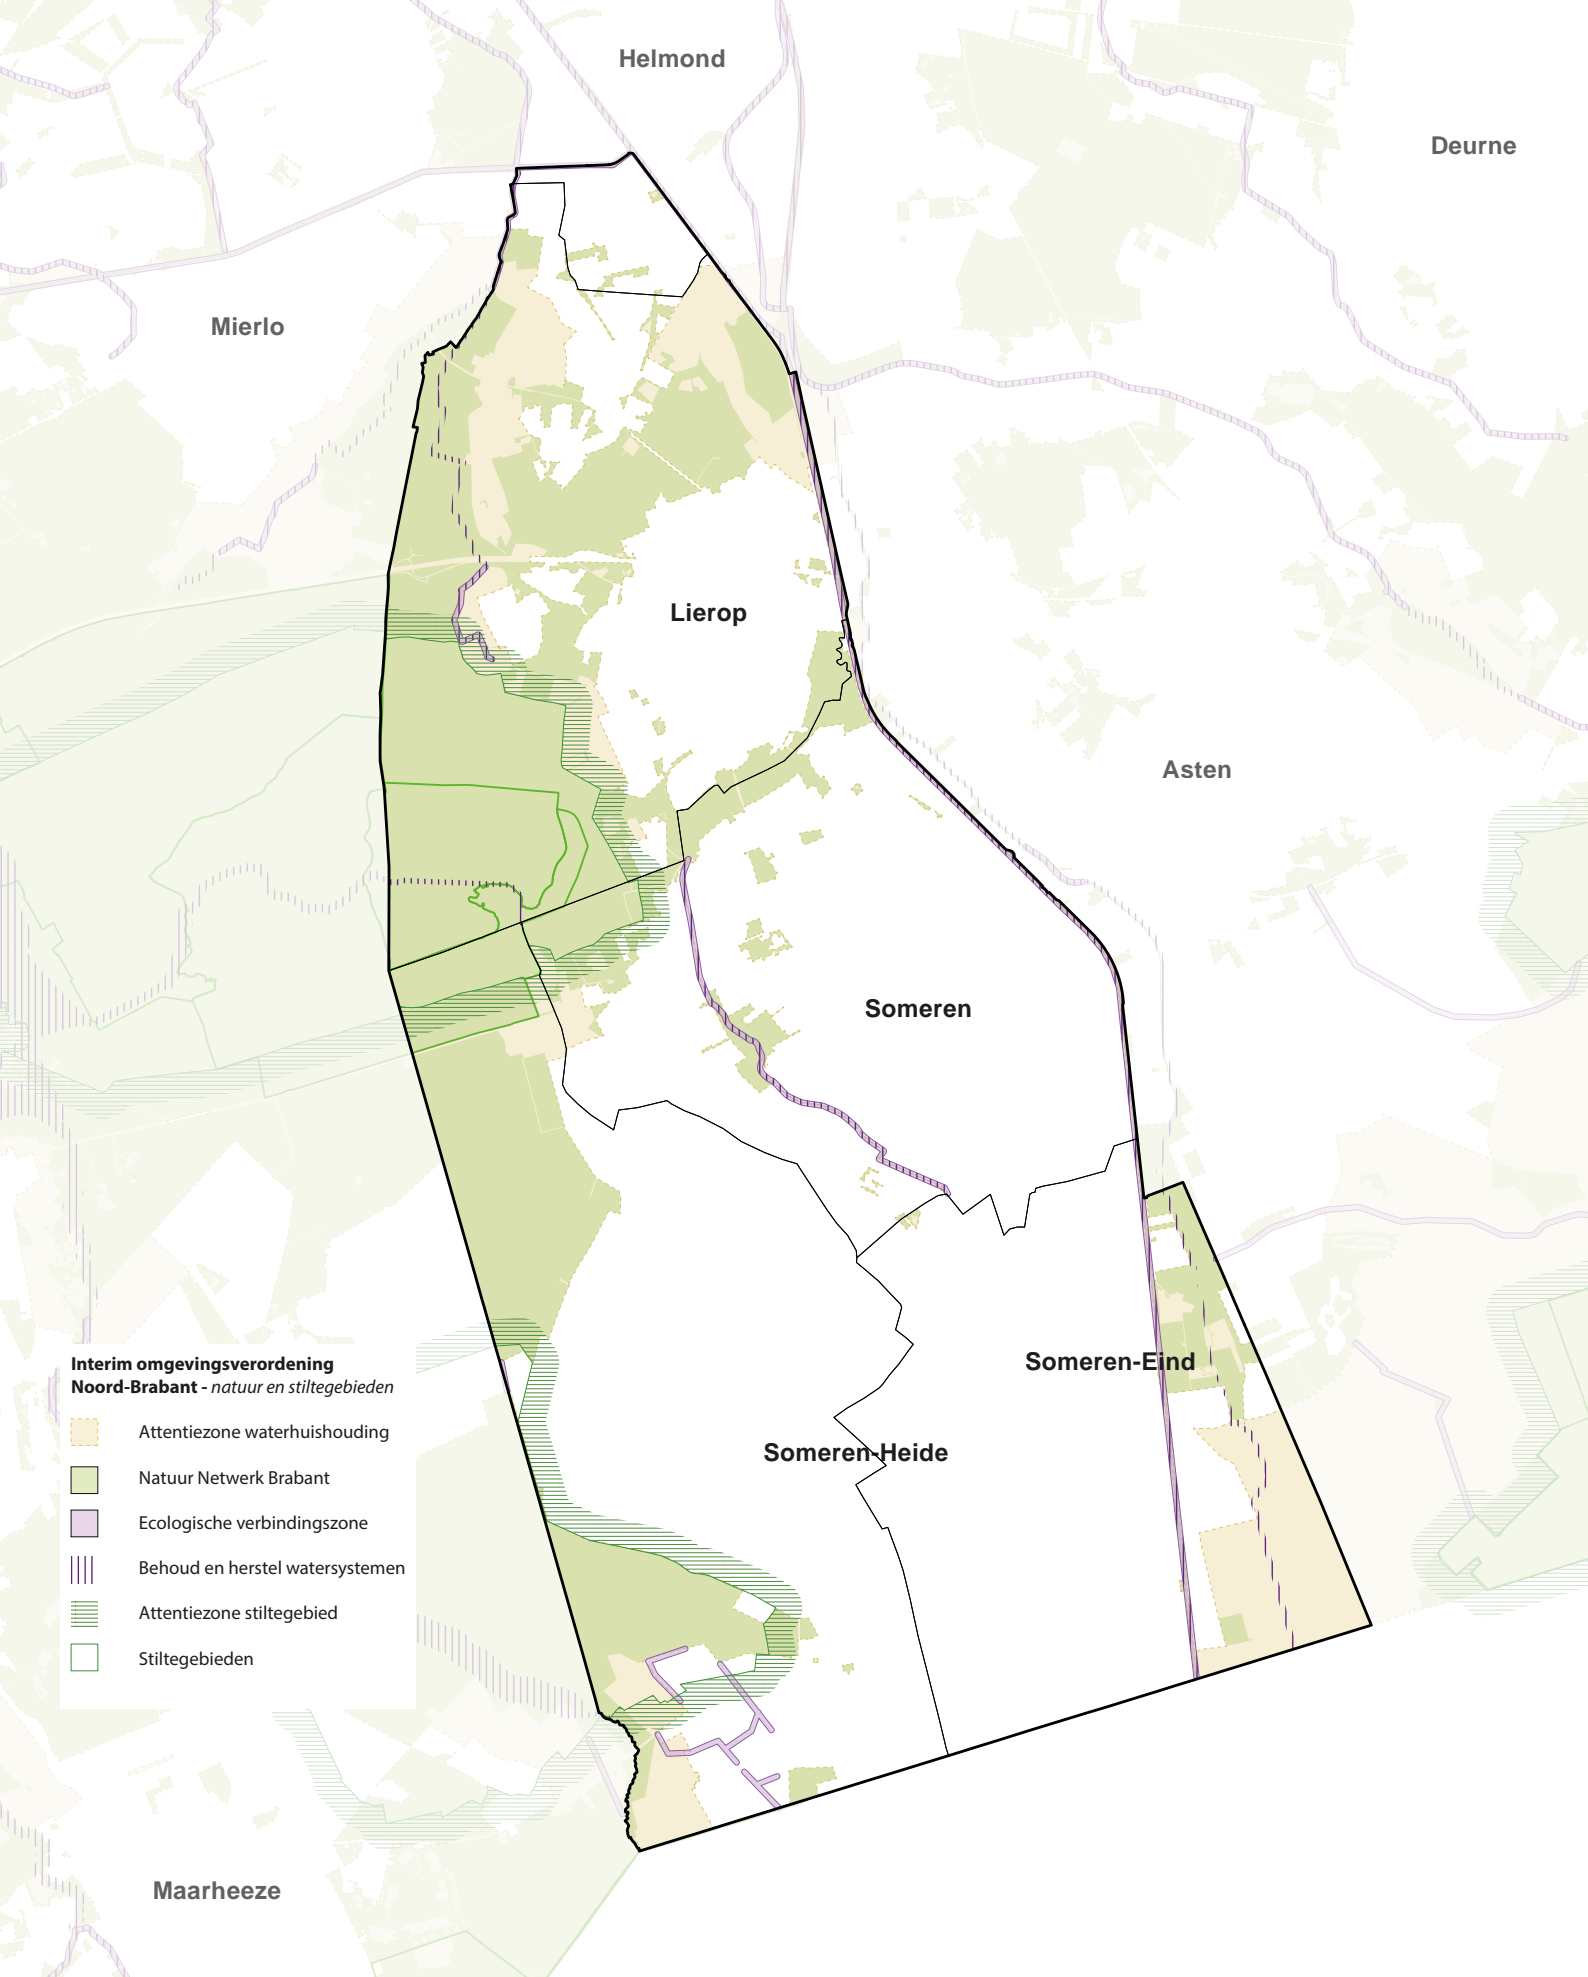 Helmond
Deurne
Mierlo
Lierop
Asten
Someren
Someren-Eind
Someren-Heide
Maarheeze
Interim omgevingsverordening
Noord-Brabant - natuur en stiltegebieden
Attentiezone waterhuishouding
Natuur Netwerk Brabant
Ecologische verbindingszone
Behoud en herstel watersystemen
Attentiezone stiltegebied
Stiltegebieden